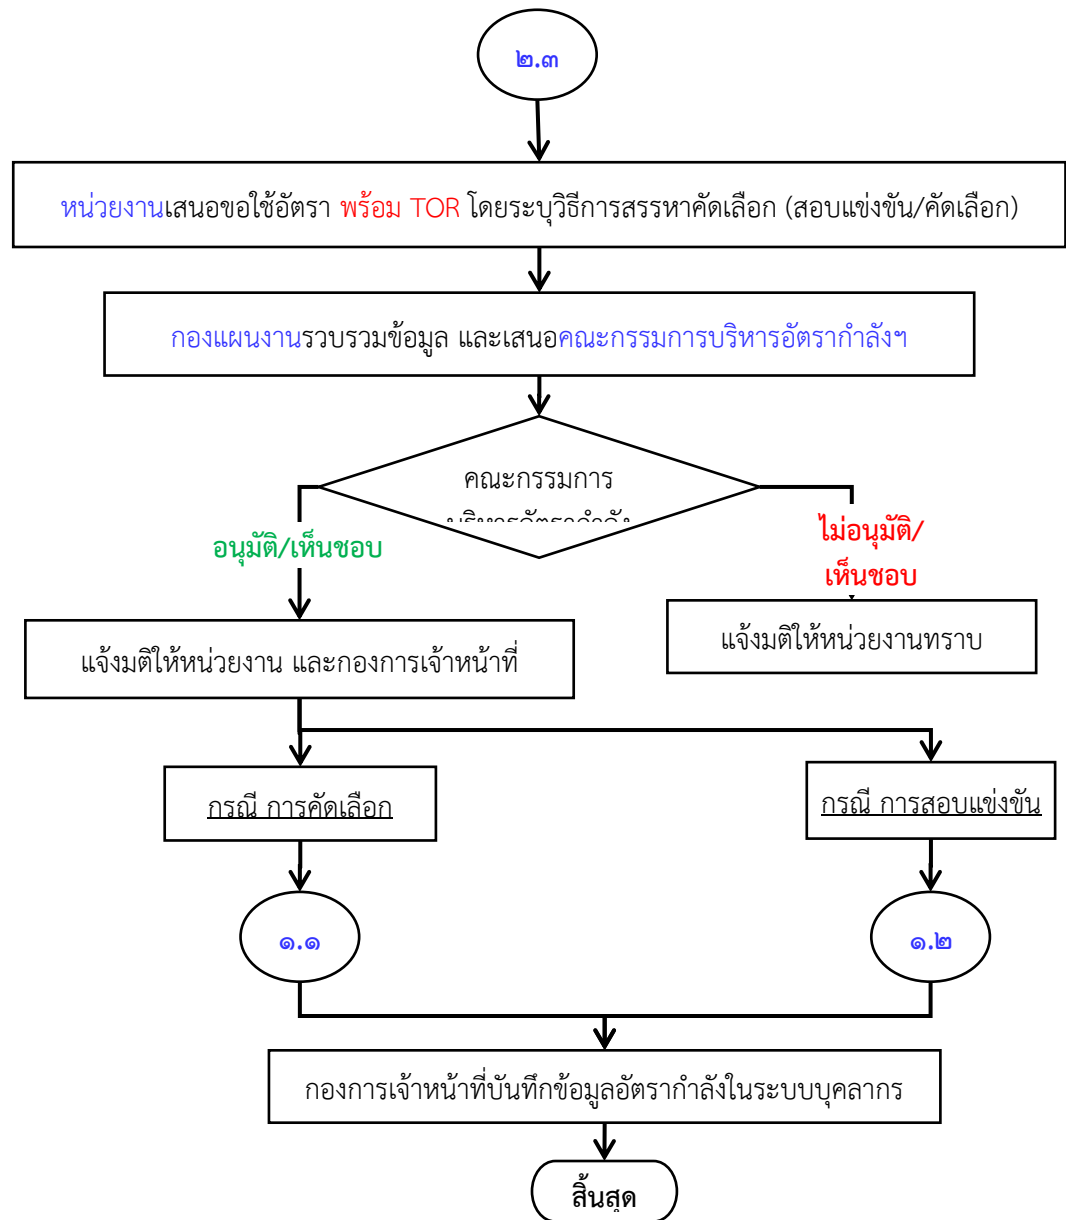 ๒.๓
หน่วยงานเสนอขอใช้อัตรา พร้อม TOR โดยระบุวิธีการสรรหาคัดเลือก (สอบแข่งขัน/คัดเลือก)
กองแผนงานรวบรวมข้อมูล และเสนอคณะกรรมการบริหารอัตรากำลังฯ
คณะกรรมการ
บริหารอัตรากำลัง
อนุมัติ/เห็นชอบ
ไม่อนุมัติ/
เห็นชอบ
แจ้งมติให้หน่วยงาน และกองการเจ้าหน้าที่
แจ้งมติให้หน่วยงานทราบ
กรณี การคัดเลือก
กรณี การสอบแข่งขัน
๑.๑
๑.๒
กองการเจ้าหน้าที่บันทึกข้อมูลอัตรากำลังในระบบบุคลากร
สิ้นสุด